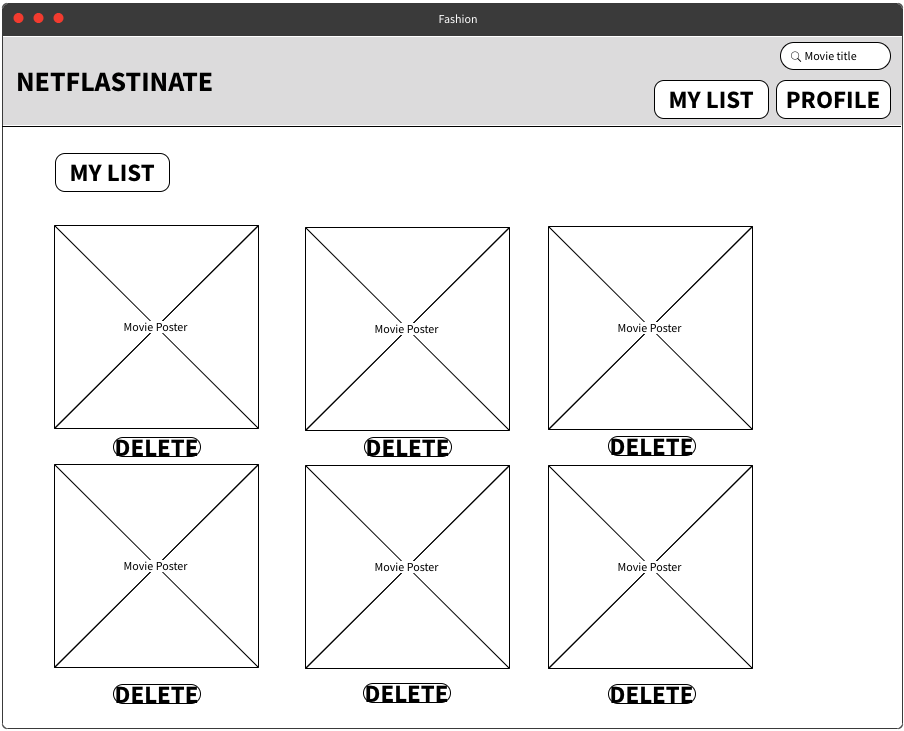 Fashion
Movie title
NETFLASTINATE
MY LIST PROFILE
MY LIST
Movie Poster Movie Poster Movie Poster
DELETE DELETE DELETE
Movie Poster Movie Poster Movie Poster
DELETE DELETE DELETE